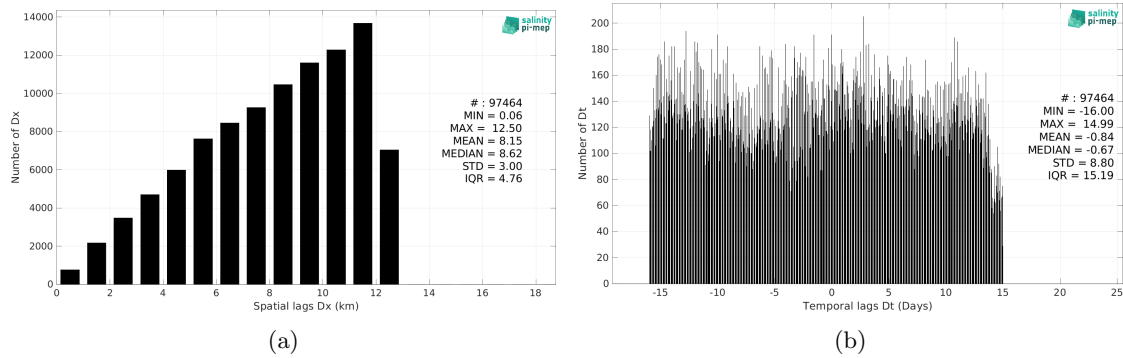 14000
12000
10000
8000
6000
4000
2000
0
Number of Dx
0 2 4 6 8 10 12 14 16 18
Spatial lags Dx (km)
salinity
pi-mep
# : 97464
MIN = 0.06
MAX = 12.50
MEAN = 8.15
MEDIAN = 8.62
STD = 3.00
IQR = 4.76
(a)
200
180
160
140
120
100
80
60
40
20
0
Number of Dt
-15 -10 -5 0 5 10 15 20 25
Temporal lags Dt (Days)
salinity
pi-mep
# : 97464
MIN = -16.00
MAX = 14.99
MEAN = -0.84
MEDIAN = -0.67
STD = 8.80
IQR = 15.19
(b)